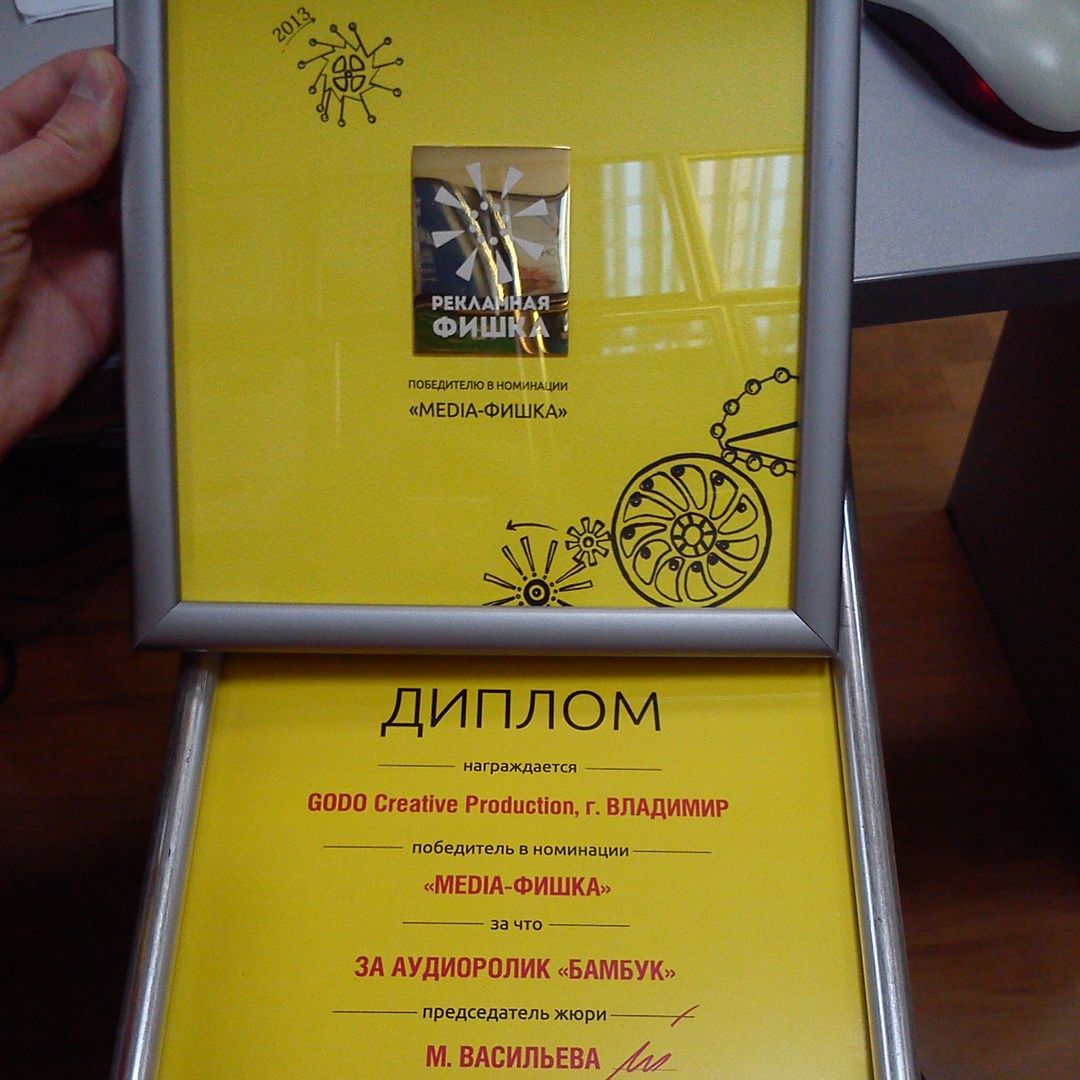 2013
РЕКЛАМНАЯ
ФИШКА
ПОБЕДИТЕЛЮ В НОМИНАЦИИ
«MEDIA-ФИШКА»
ДИПЛОМ
награждается
GODO Creative Production, г. ВЛАДИМИР
победитель в номинации
«MEDIA-ФИШКА»
за что
ЗА АУДИОРОЛИК «БАМБУК»
председатель жюри
М. ВАСИЛЬЕВА